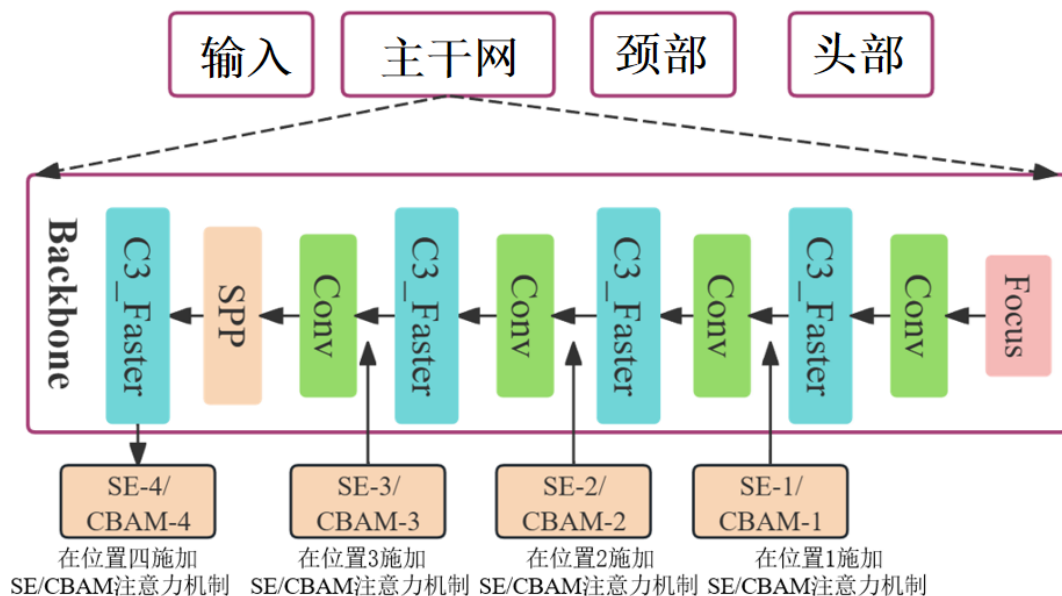 输入
主干网
颈部
头部
Backbone
C3_Faster
SPP
Conv
C3_Faster
Conv
C3_Faster
Conv
C3_Faster
Conv
Focus
SE-4/
CBAM-4
SE-3/
CBAM-3
SE-2/
CBAM-2
SE-1/
CBAM-1
在位置四施加
SE/CBAM注意力机制
在位置3施加
SE/CBAM注意力机制
在位置2施加
SE/CBAM注意力机制
在位置1施加
SE/CBAM注意力机制